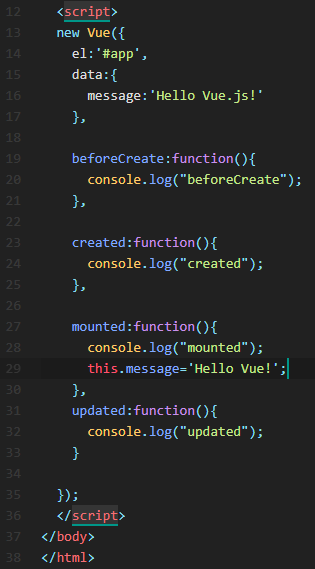 12 <script>
13 new Vue({
14 el:'#app',
15 data:{
16 message:'Hello Vue.js!'
17 },
18
19 beforeCreate:function(){
20 console.log("beforeCreate");
21 },
22
23 created:function(){
24 console.log("created");
25 },
26
27 mounted:function(){
28 console.log("mounted");
29 this.message='Hello Vue!';
30 },
31 updated:function(){
32 console.log("updated");
33 }
34
35 });
36 </script>
37 </body>
38 </html>